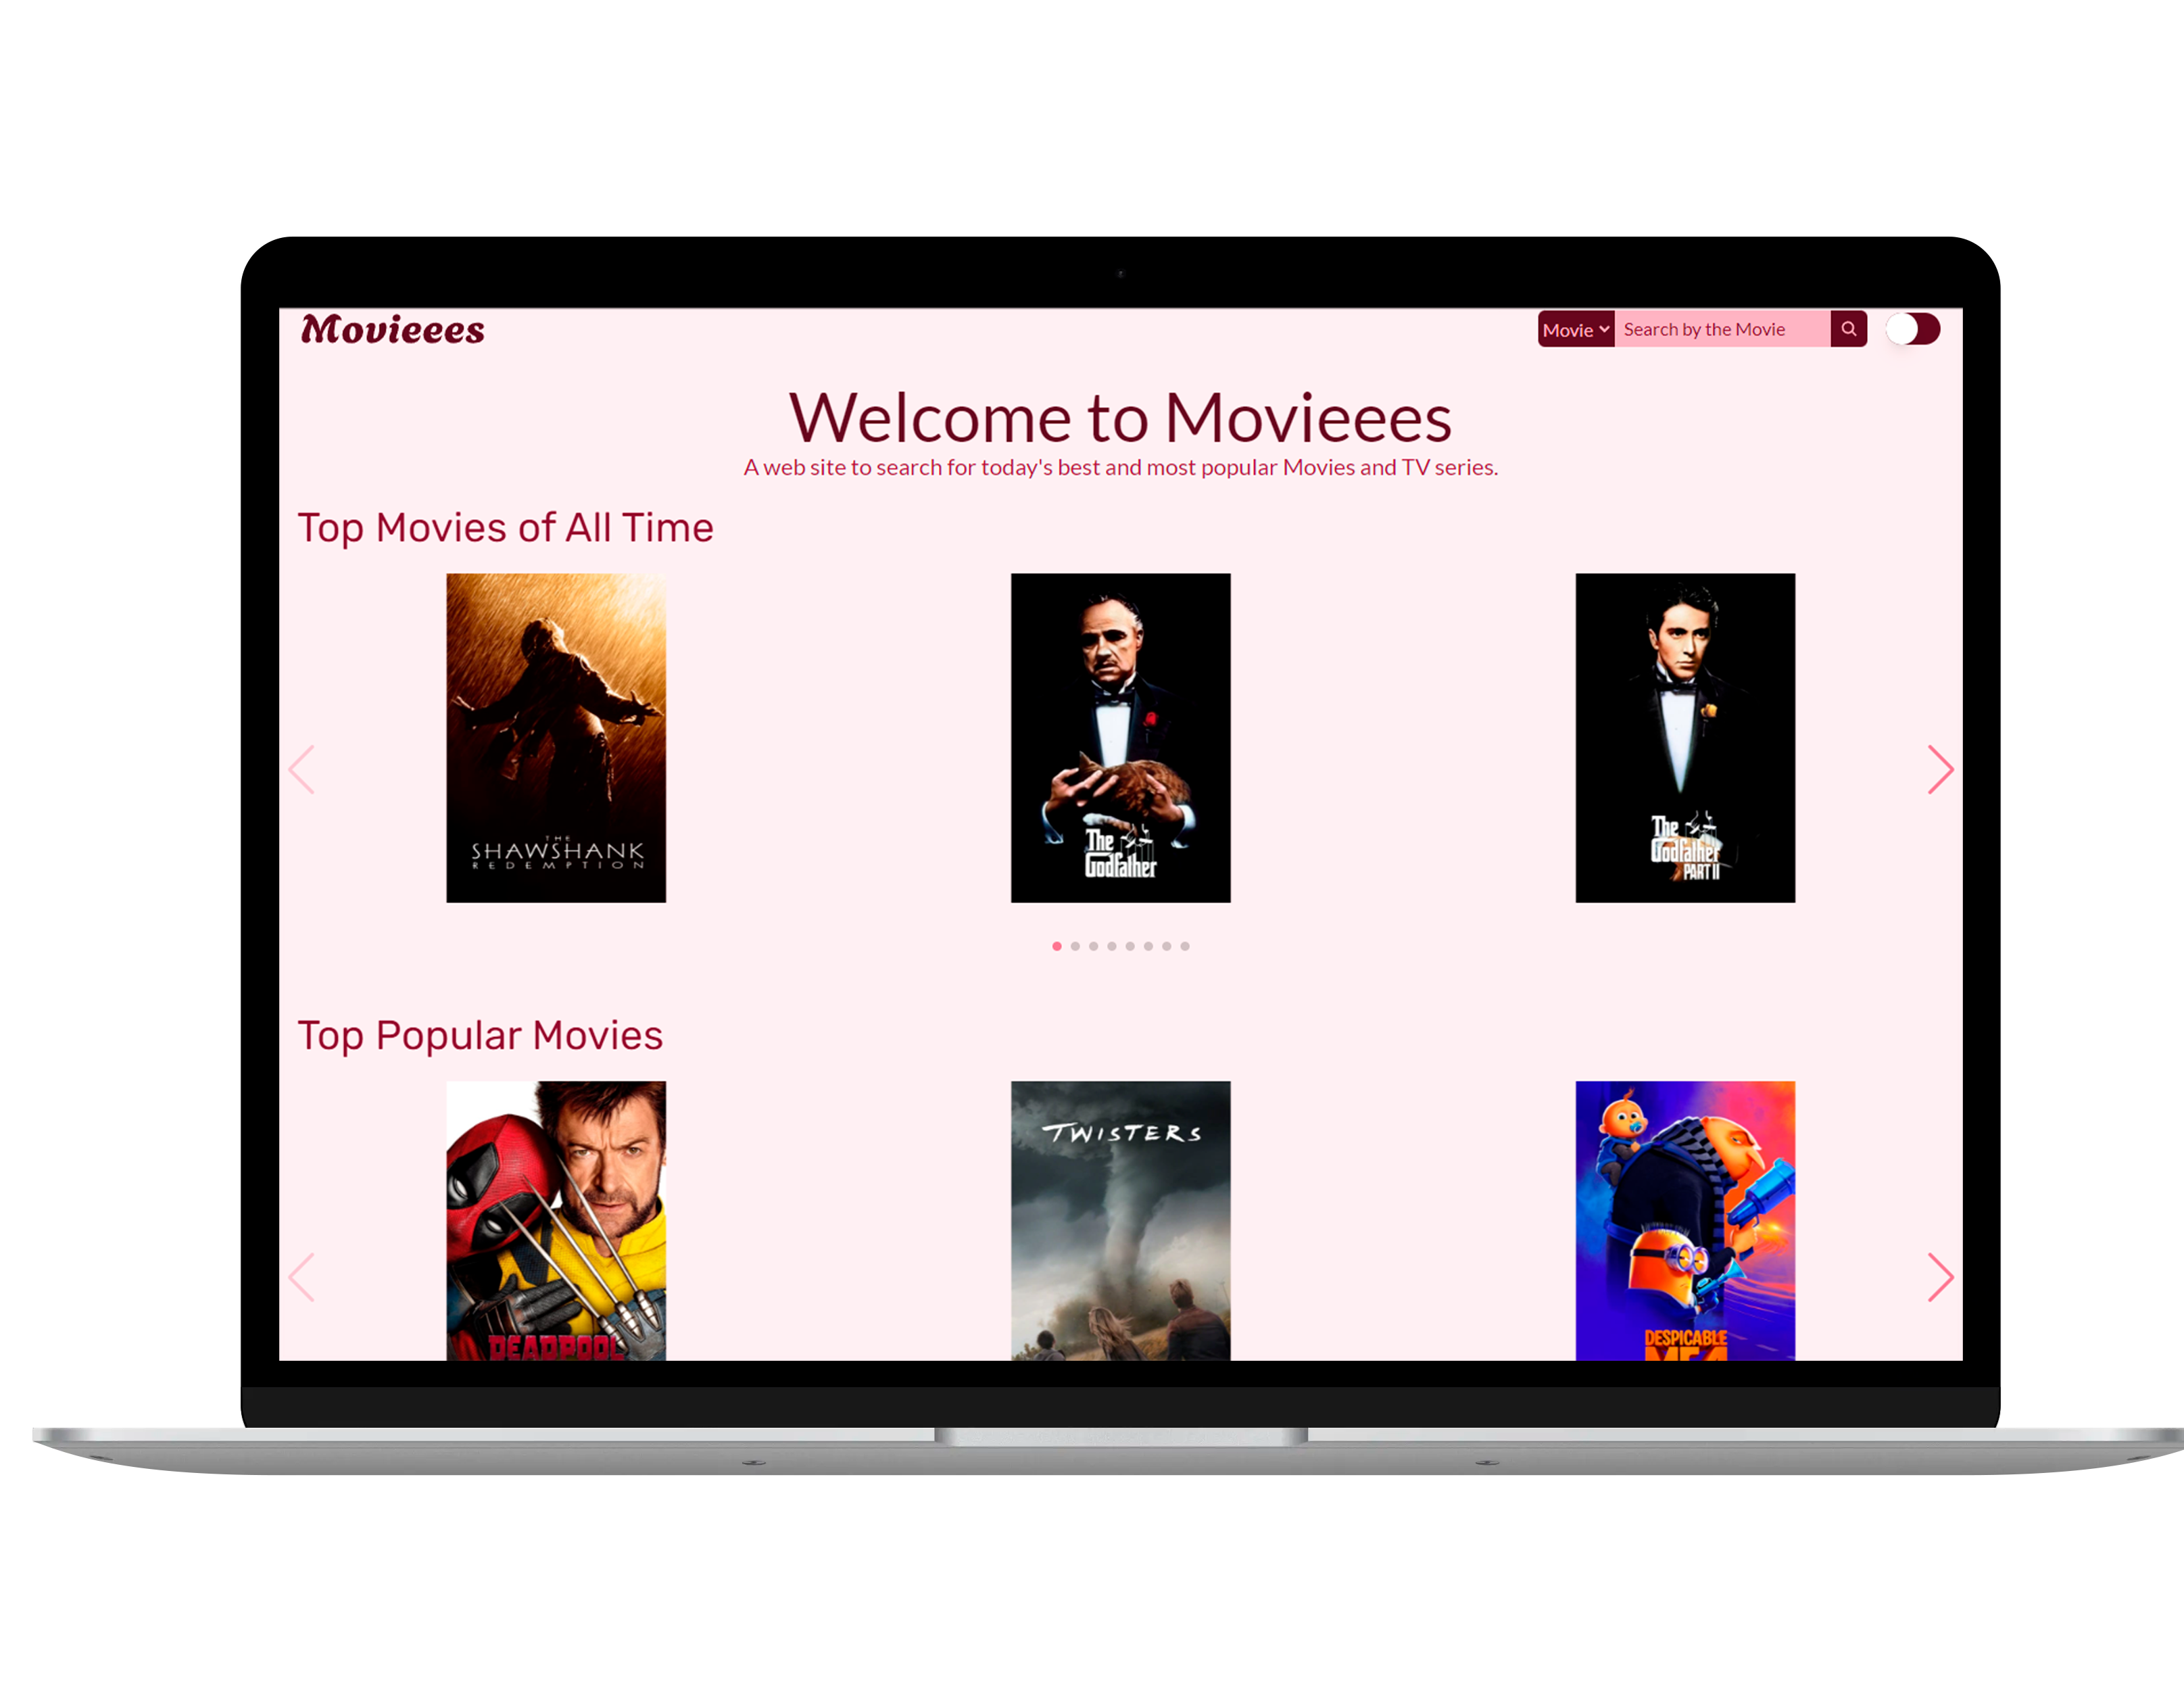 Movieees
Movie
Search by the Movie
Welcome to Movieees
A web site to search for today's best and most popular Movies and TV series.
Top Movies of All Time
THE
SHAWSHANK
REDEMPTION
The
Godfather
The
Godfather
PART II
Top Popular Movies
DEADPOOL
TWISTERS
DESPICABLE
ME 4